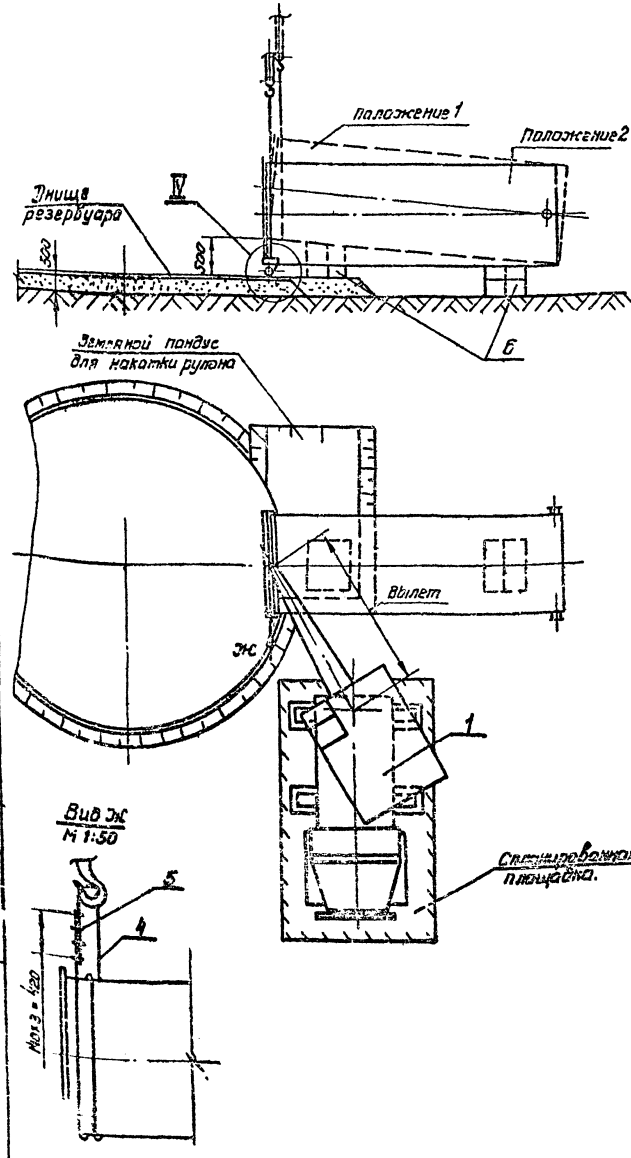 Положение 1
Положение 2
Днище
резервуара
IV
300
500
6
Земляной пандус
для накатки рулона
Вылет
Ж
1
Вид Ж
М 1:50
5
4
Спланированная
площадка.